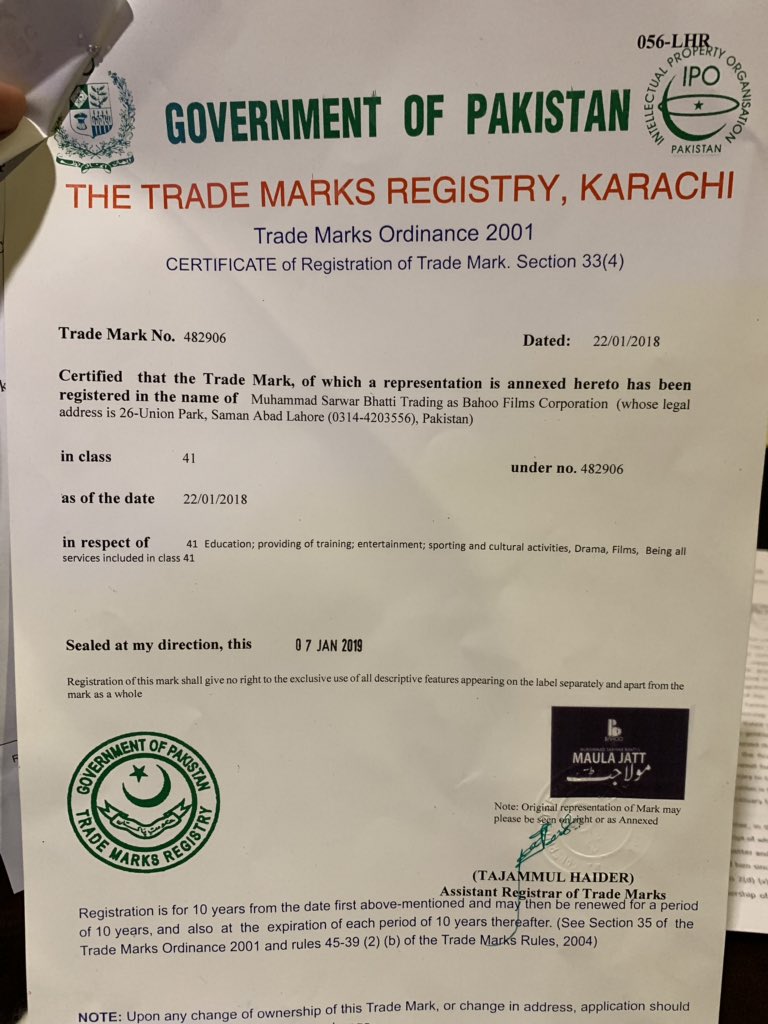 056-LHR
INTELLECTUAL PROPERTY ORGANISATION
IPO
PAKISTAN
GOVERNMENT OF PAKISTAN
THE TRADE MARKS REGISTRY, KARACHI
Trade Marks Ordinance 2001
CERTIFICATE of Registration of Trade Mark. Section 33(4)
Trade Mark No. 482906
Dated: 22/01/2018
Certified that the Trade Mark, of which a representation is annexed hereto has been
registered in the name of Muhammad Sarwar Bhatti Trading as Bahoo Films Corporation (whose legal
address is 26-Union Park, Saman Abad Lahore (0314-4203556), Pakistan)
in class 41
under no. 482906
as of the date 22/01/2018
in respect of 41 Education; providing of training; entertainment; sporting and cultural activities, Drama, Films, Being all
services included in class 41
Sealed at my direction, this 07 JAN 2019
Registration of this mark shall give no right to the exclusive use of all descriptive features appearing on the label separately and apart from the
mark as a whole
GOVERNMENT OF PAKISTAN
TRADE MARKS REGISTRY
BAHOO
MUHAMMAD SARWAR BHATTI'S
MAULA JATT
مولا جٹ
Note: Original representation of Mark may
please be seen on right or as Annexed
(TAJAMMUL HAIDER)
Assistant Registrar of Trade Marks
Registration is for 10 years from the date first above-mentioned and may then be renewed for a period
of 10 years, and also at the expiration of each period of 10 years thereafter. (See Section 35 of the
Trade Marks Ordinance 2001 and rules 45-39 (2) (b) of the Trade Marks Rules, 2004)
NOTE: Upon any change of ownership of this Trade Mark, or change in address, application should